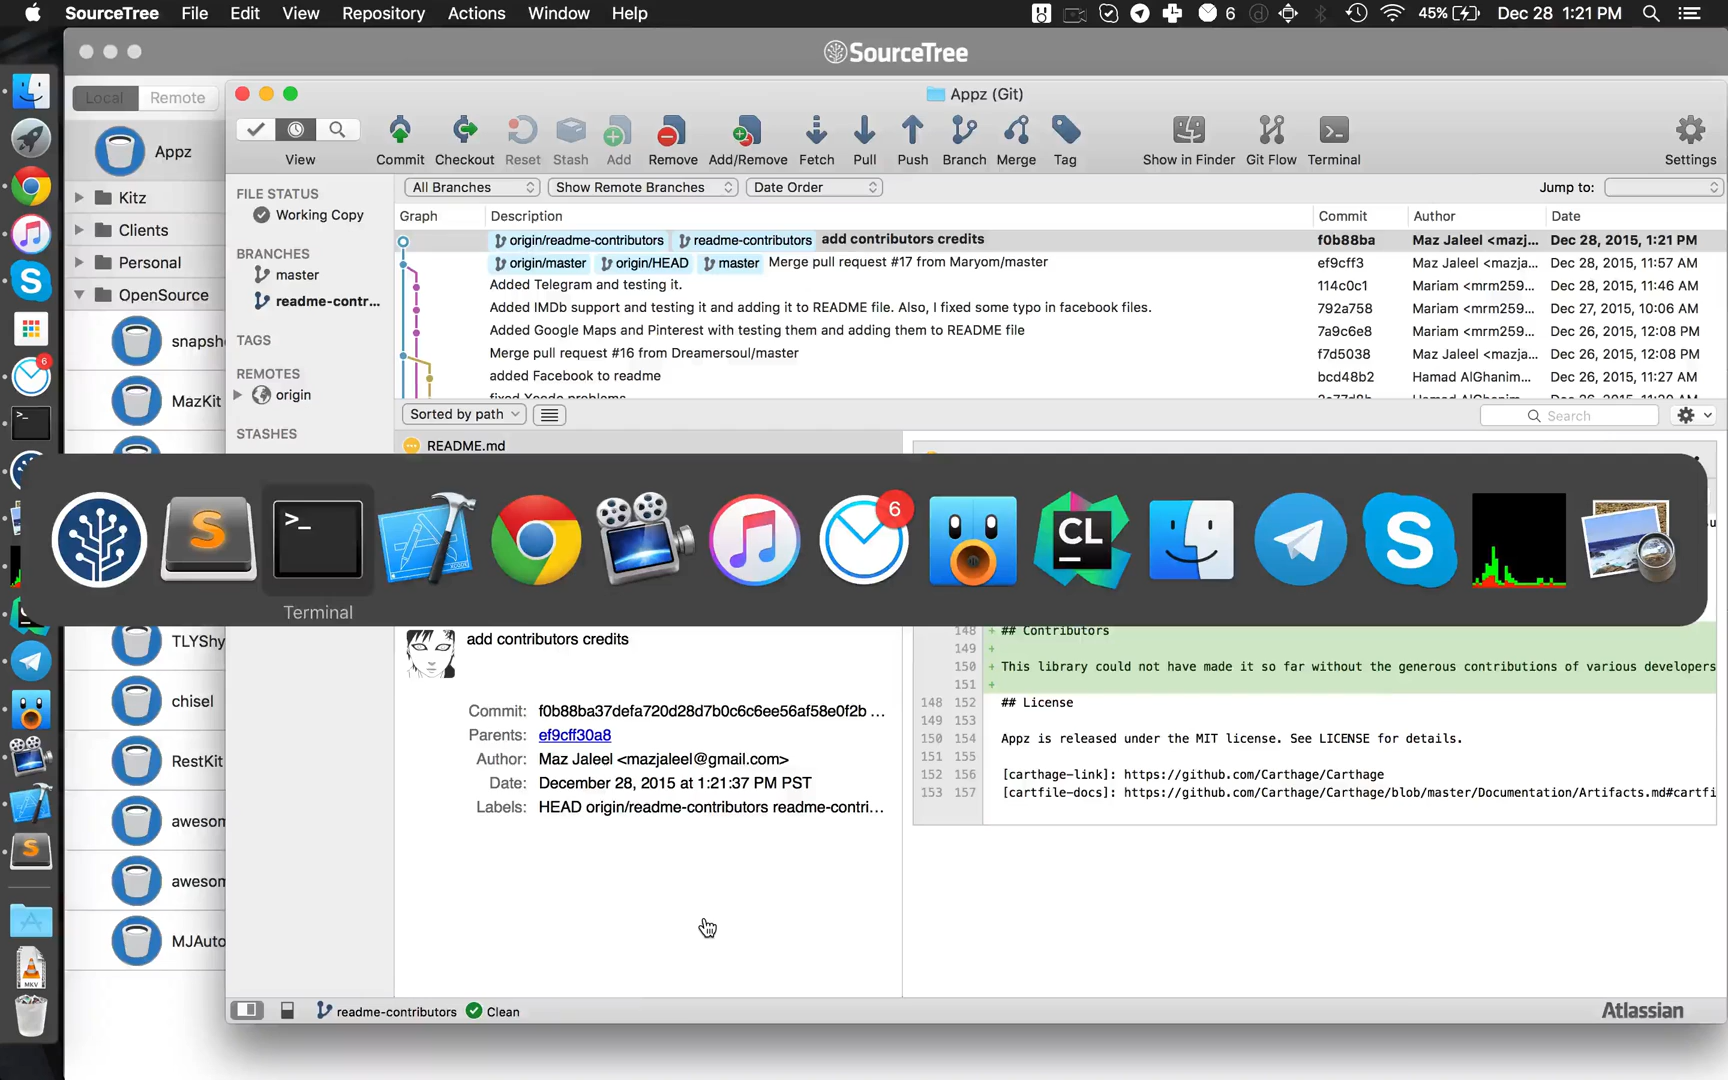 SourceTree File Edit View Repository Actions Window Help 6 45% Dec 28 1:21 PM
SourceTree
Local Remote
Appz (Git)
Appz
View Commit Checkout Reset Stash Add Remove Add/Remove Fetch Pull Push Branch Merge Tag Show in Finder Git Flow Terminal Settings
All Branches Show Remote Branches Date Order Jump to:
Kitz
Clients
Personal
OpenSource
snapsh
MazKit
TLYShy
chisel
RestKit
awesom
awesom
MJAuto
FILE STATUS
Working Copy
BRANCHES
master
readme-contr...
TAGS
REMOTES
origin
STASHES
Graph Description Commit Author Date
origin/readme-contributors readme-contributors add contributors credits f0b88ba Maz Jaleel <mazj... Dec 28, 2015, 1:21 PM
origin/master origin/HEAD master Merge pull request #17 from Maryom/master ef9cff3 Maz Jaleel <mazj... Dec 28, 2015, 11:57 AM
Added Telegram and testing it. 114c0c1 Mariam <mrm259... Dec 28, 2015, 11:46 AM
Added IMDb support and testing it and adding it to README file. Also, I fixed some typo in facebook files. 792a758 Mariam <mrm259... Dec 27, 2015, 10:06 AM
Added Google Maps and Pinterest with testing them and adding them to README file 7a9c6e8 Mariam <mrm259... Dec 26, 2015, 12:08 PM
Merge pull request #16 from Dreamersoul/master f7d5038 Maz Jaleel <mazj... Dec 26, 2015, 12:08 PM
added Facebook to readme bcd48b2 Hamad AlGhanim... Dec 26, 2015, 11:27 AM
fixed Xcode problems
Sorted by path Search
README.md
S >_ CL 6 S
Terminal
add contributors credits
Commit: f0b88ba37defa720d28d7b0c6c6ee56af58e0f2b ...
Parents: ef9cff30a8
Author: Maz Jaleel <mazjaleel@gmail.com>
Date: December 28, 2015 at 1:21:37 PM PST
Labels: HEAD origin/readme-contributors readme-contri...
148 + ## Contributors
149 +
150 + This library could not have made it so far without the generous contributions of various developers
151 +
148 152 ## License
149 153
150 154 Appz is released under the MIT license. See LICENSE for details.
151 155
152 156 [carthage-link]: https://github.com/Carthage/Carthage
153 157 [cartfile-docs]: https://github.com/Carthage/Carthage/blob/master/Documentation/Artifacts.md#cartfi
readme-contributors Clean Atlassian
MKV